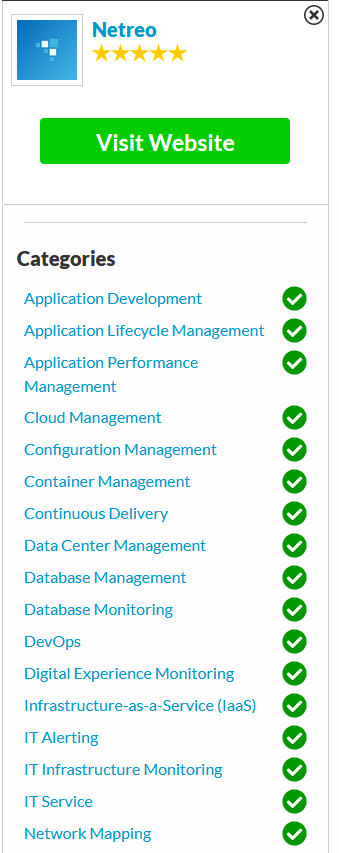 Netreo
Visit Website
Categories
Application Development
Application Lifecycle Management
Application Performance
Management
Cloud Management
Configuration Management
Container Management
Continuous Delivery
Data Center Management
Database Management
Database Monitoring
DevOps
Digital Experience Monitoring
Infrastructure-as-a-Service (IaaS)
IT Alerting
IT Infrastructure Monitoring
IT Service
Network Mapping